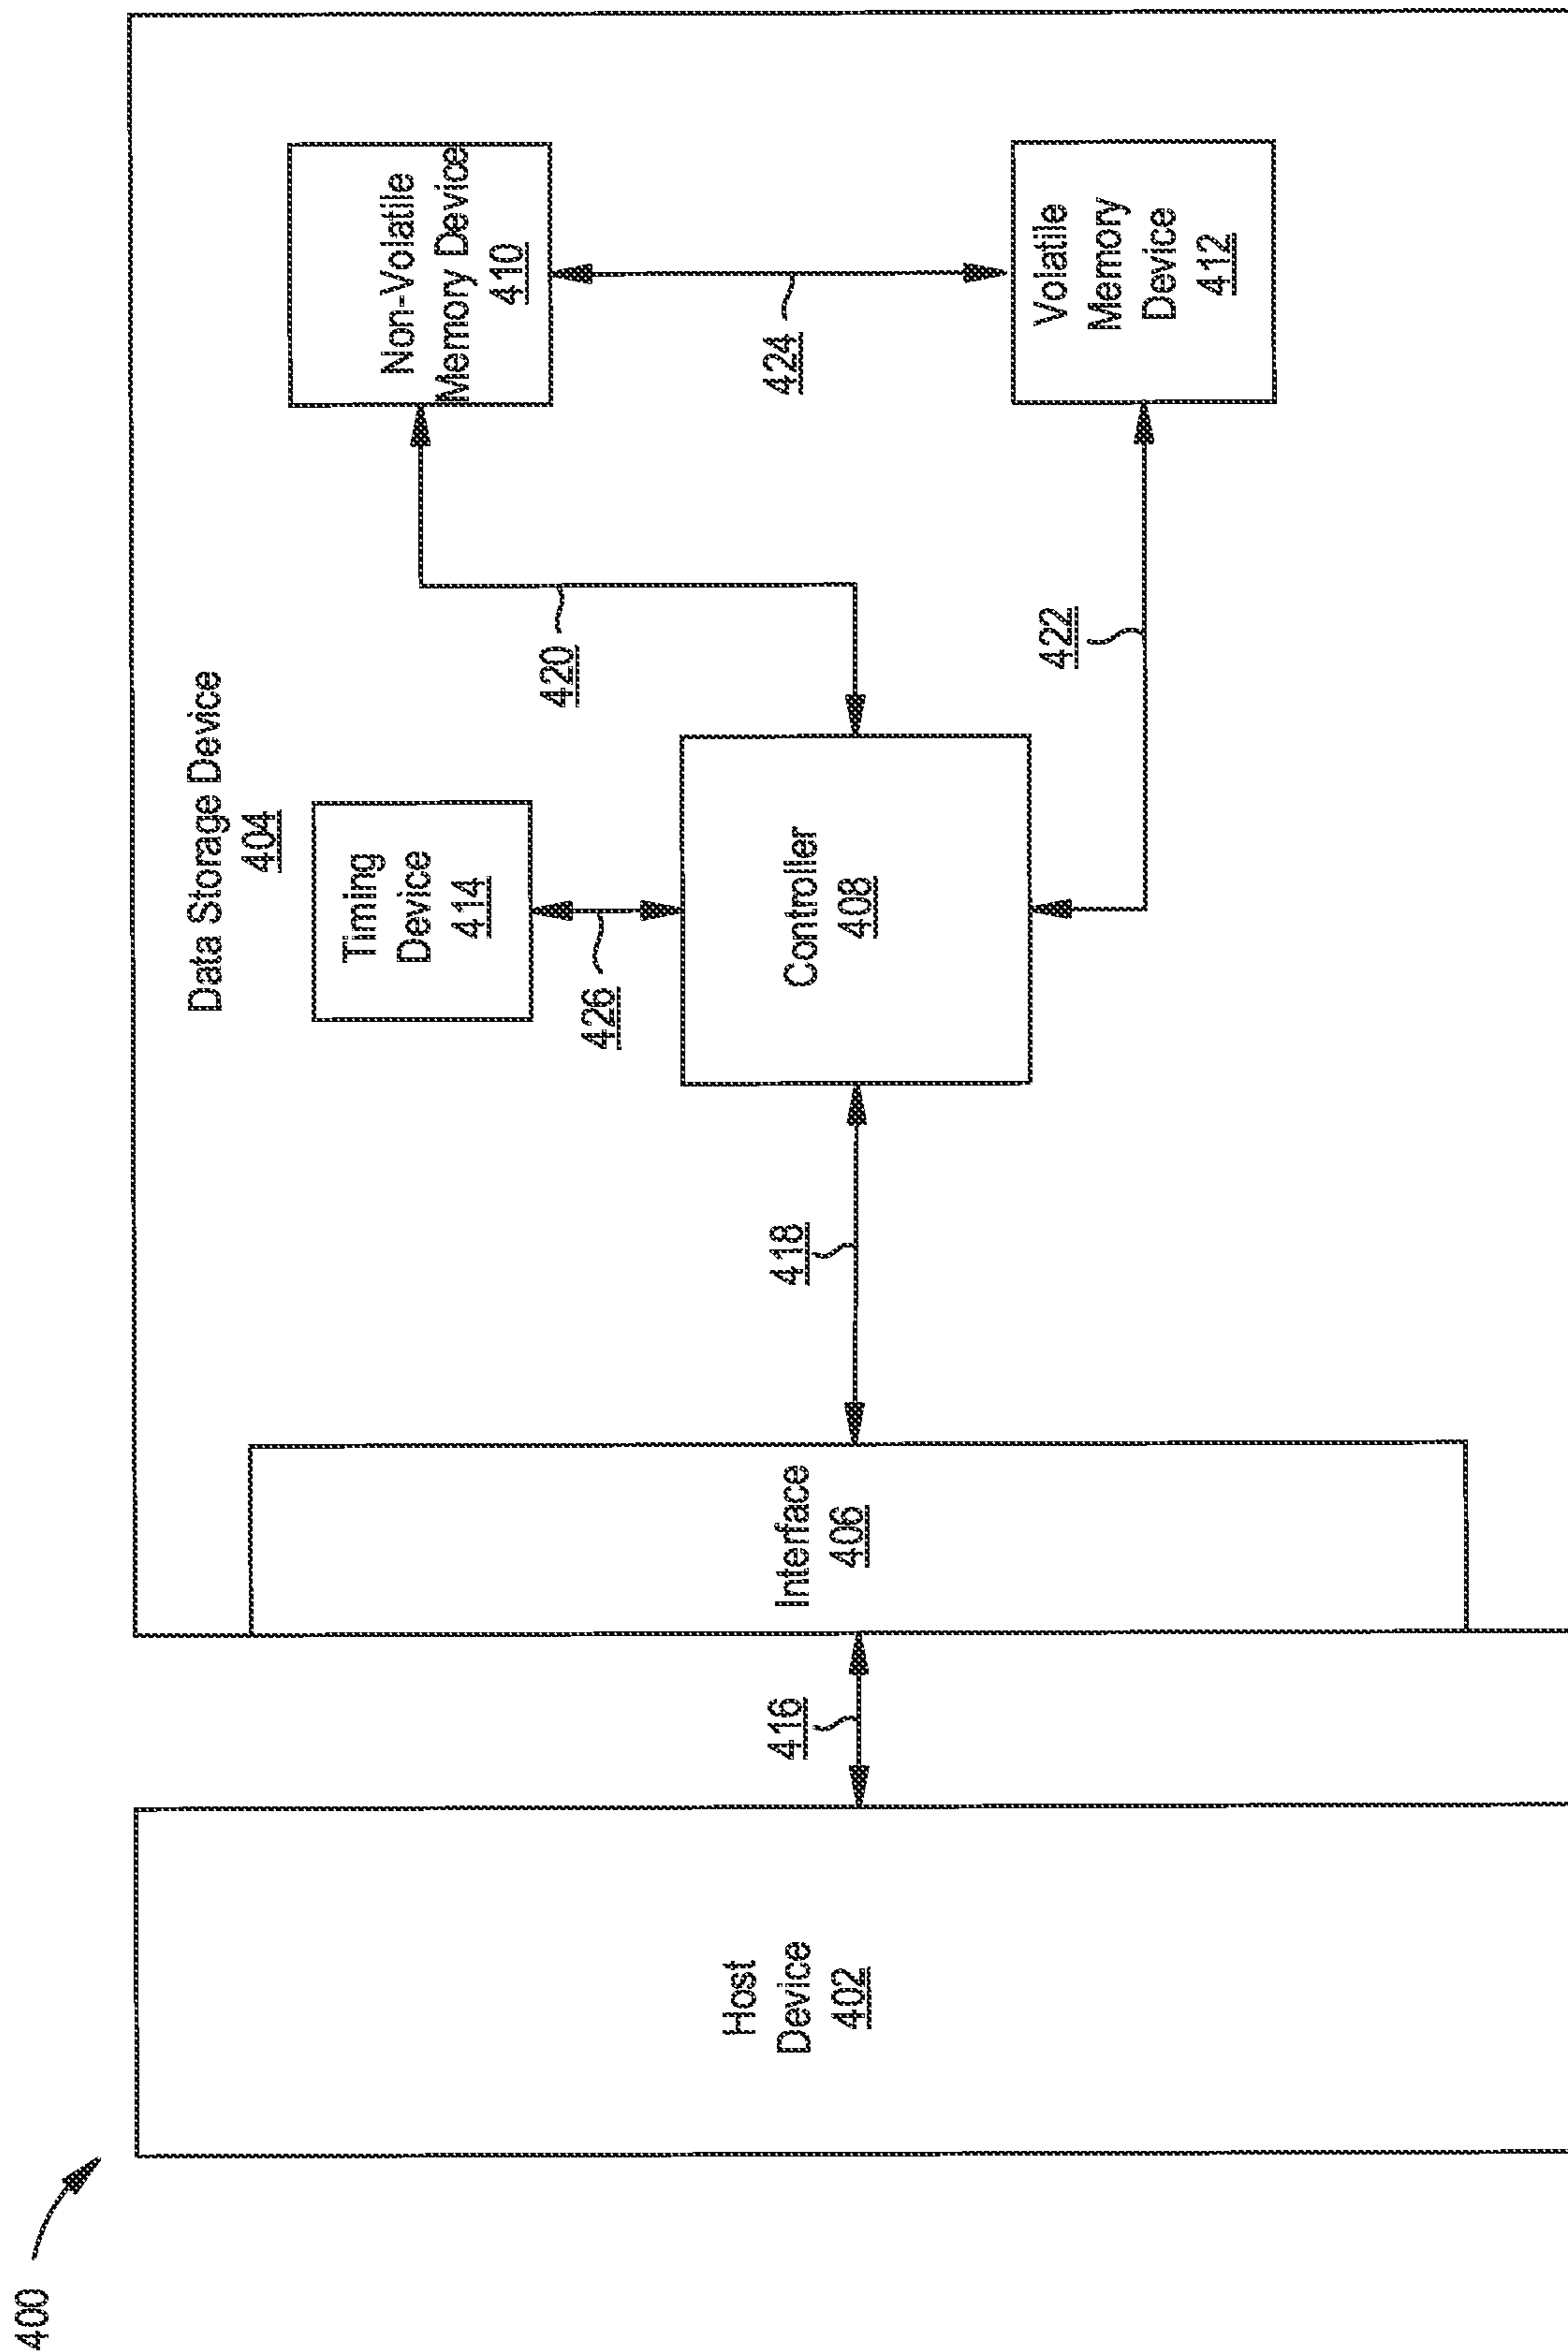 400
Host
Device
402
416
Data Storage Device
404
Interface
406
418
Timing
Device
414
426
Controller
408
420
422
Non-Volatile
Memory Device
410
424
Volatile
Memory
Device
412